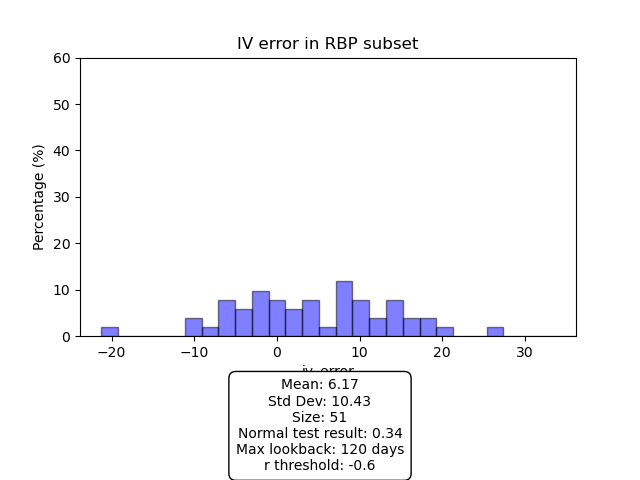 IV error in RBP subset
60
50
40
30
20
10
0
Percentage (%)
−20 −10 0 10 20 30
iv_error
Mean: 6.17
Std Dev: 10.43
Size: 51
Normal test result: 0.34
Max lookback: 120 days
r threshold: -0.6